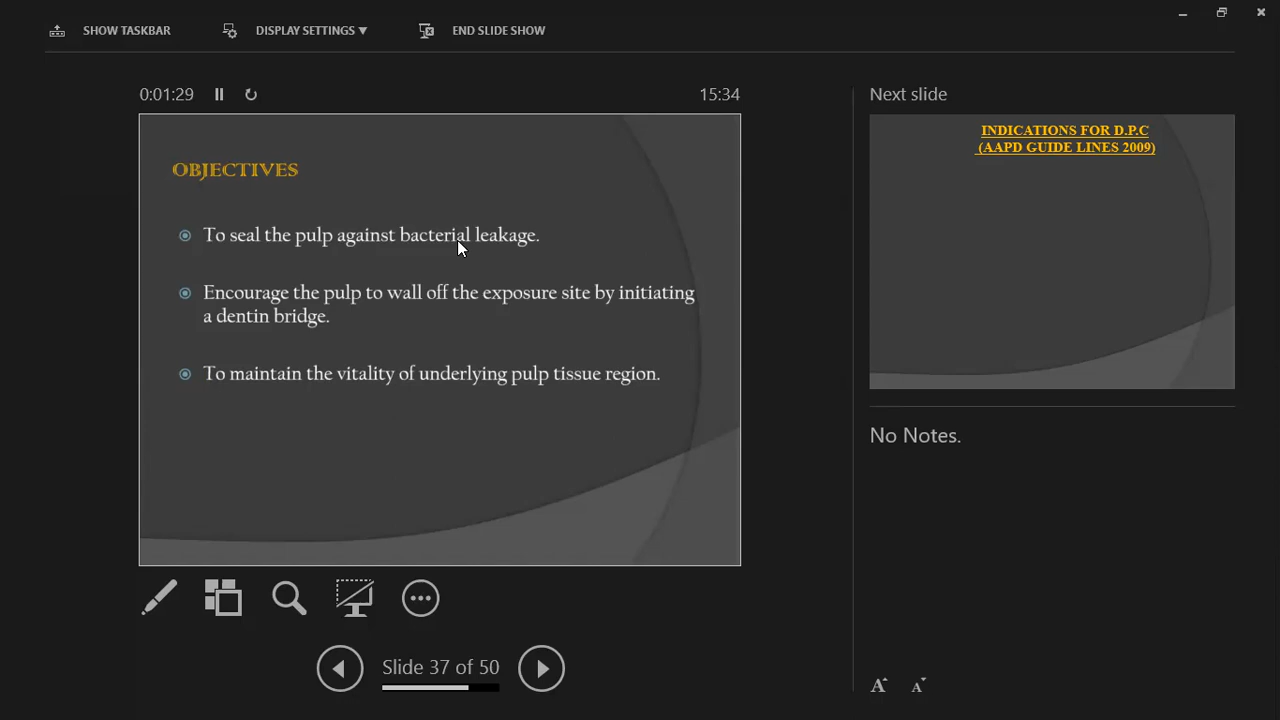 SHOW TASKBAR
DISPLAY SETTINGS ▼
END SLIDE SHOW
0:01:29
15:34
OBJECTIVES
To seal the pulp against bacterial leakage.
Encourage the pulp to wall off the exposure site by initiating
a dentin bridge.
To maintain the vitality of underlying pulp tissue region.
Slide 37 of 50
Next slide
INDICATIONS FOR D.P.C
(AAPD GUIDE LINES 2009)
No Notes.
A
A